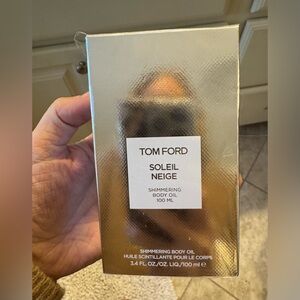 TOM FORD
SOLEIL
NEIGE
SHIMMERING
BODY OIL
100 ML
SHIMMERING BODY OIL
HUILE SCINTILLANTE POUR LE CORPS
3.4 FL.OZ./OZ. LIQ./100 ml e